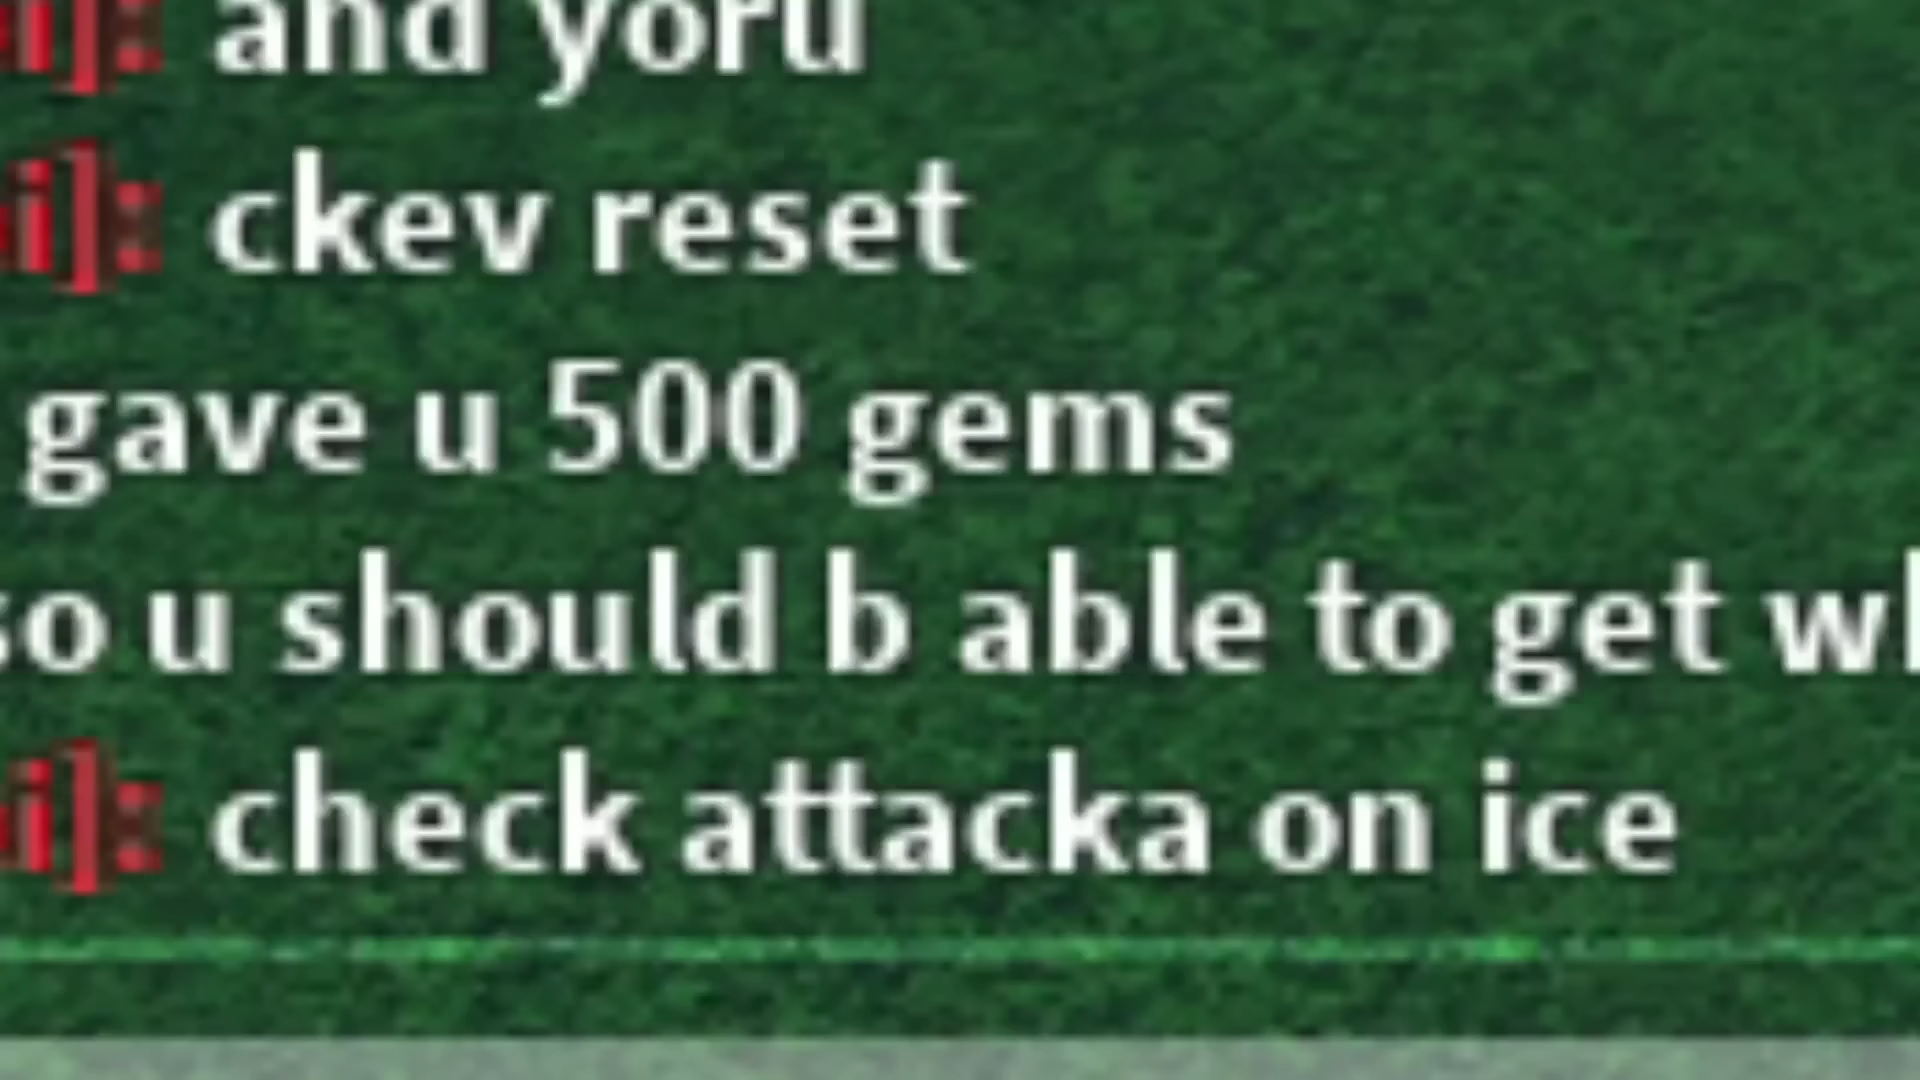 i]: and yoru
i]: ckev reset
gave u 500 gems
so u should b able to get
i]: check attacka on ice